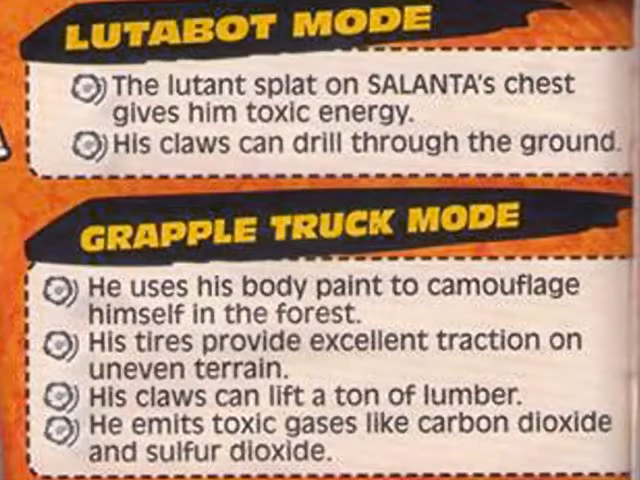 LUTABOT MODE
The lutant splat on SALANTA's chest
gives him toxic energy.
His claws can drill through the ground.
GRAPPLE TRUCK MODE
He uses his body paint to camouflage
himself in the forest.
His tires provide excellent traction on
uneven terrain.
His claws can lift a ton of lumber.
He emits toxic gases like carbon dioxide
and sulfur dioxide.